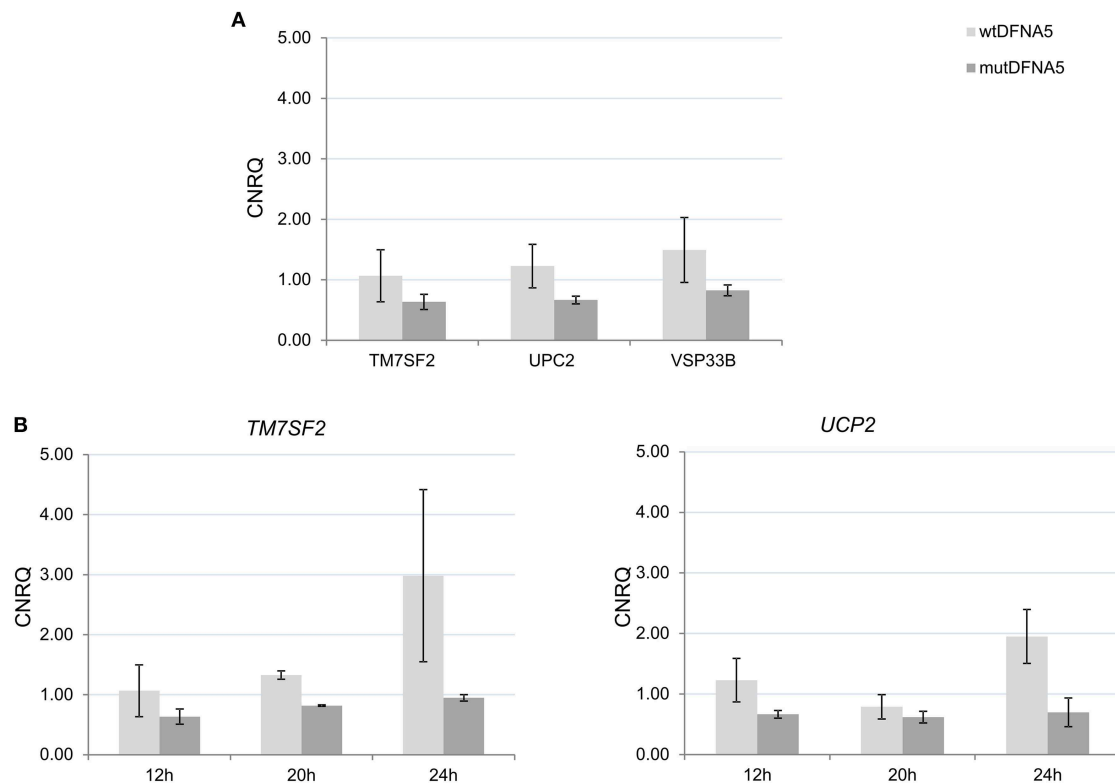 A
wtDFNA5
mutDFNA5
5.00
4.00
3.00
2.00
1.00
0.00
CNRQ
TM7SF2 UPC2 VSP33B
B
TM7SF2
5.00
4.00
3.00
2.00
1.00
0.00
CNRQ
12h 20h 24h
UCP2
5.00
4.00
3.00
2.00
1.00
0.00
CNRQ
12h 20h 24h